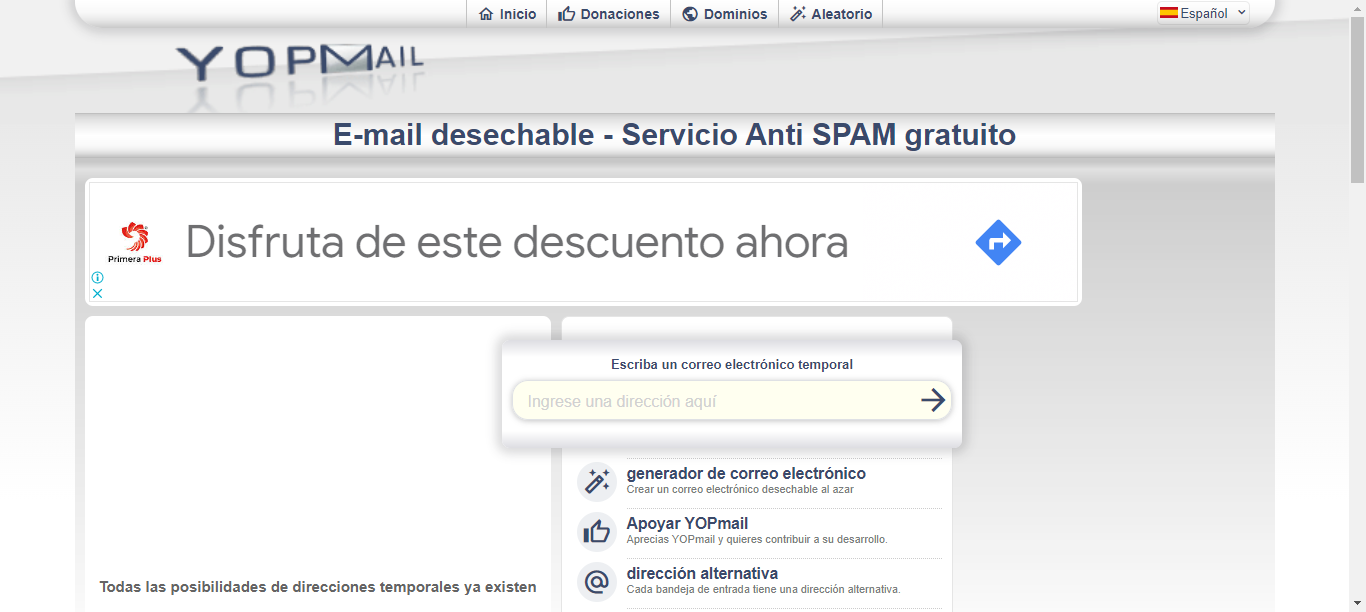 Inicio
Donaciones
Dominios
Aleatorio
Español
YOPMAIL
E-mail desechable - Servicio Anti SPAM gratuito
Primera Plus
Disfruta de este descuento ahora
Escriba un correo electrónico temporal
Ingrese una dirección aquí
generador de correo electrónico
Crear un correo electrónico desechable al azar
Apoyar YOPmail
Aprecias YOPmail y quieres contribuir a su desarrollo.
dirección alternativa
Cada bandeja de entrada tiene una dirección alternativa.
Todas las posibilidades de direcciones temporales ya existen